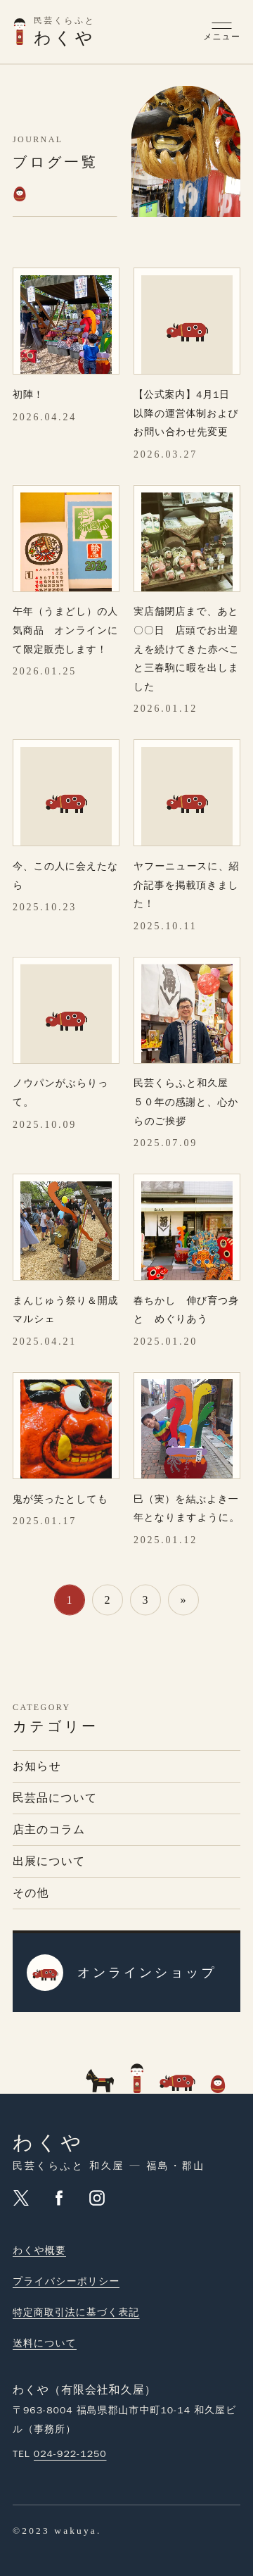 民芸くらふと
わくや
メニュー
JOURNAL
ブログ一覧
初陣！
2026.04.24
【公式案内】4月1日
以降の運営体制および
お問い合わせ先変更
2026.03.27
午年（うまどし）の人
気商品　オンラインに
て限定販売します！
2026.01.25
実店舗閉店まで、あと
〇〇日　店頭でお出迎
えを続けてきた赤べこ
と三春駒に暇を出しま
した
2026.01.12
今、この人に会えたな
ら
2025.10.23
ヤフーニュースに、紹
介記事を掲載頂きまし
た！
2025.10.11
ノウパンがぶらりっ
て。
2025.10.09
民芸くらふと和久屋
５０年の感謝と、心か
らのご挨拶
2025.07.09
まんじゅう祭り＆開成
マルシェ
2025.04.21
春ちかし　伸び育つ身
と　めぐりあう
2025.01.20
鬼が笑ったとしても
2025.01.17
巳（実）を結ぶよき一
年となりますように。
2025.01.12
1 2 3 »
CATEGORY
カテゴリー
お知らせ
民芸品について
店主のコラム
出展について
その他
オンラインショップ
わくや
民芸くらふと 和久屋 ― 福島・郡山
わくや概要
プライバシーポリシー
特定商取引法に基づく表記
送料について
わくや（有限会社和久屋）
〒963-8004 福島県郡山市中町10-14 和久屋ビ
ル（事務所）
TEL 024-922-1250
©2023 wakuya.